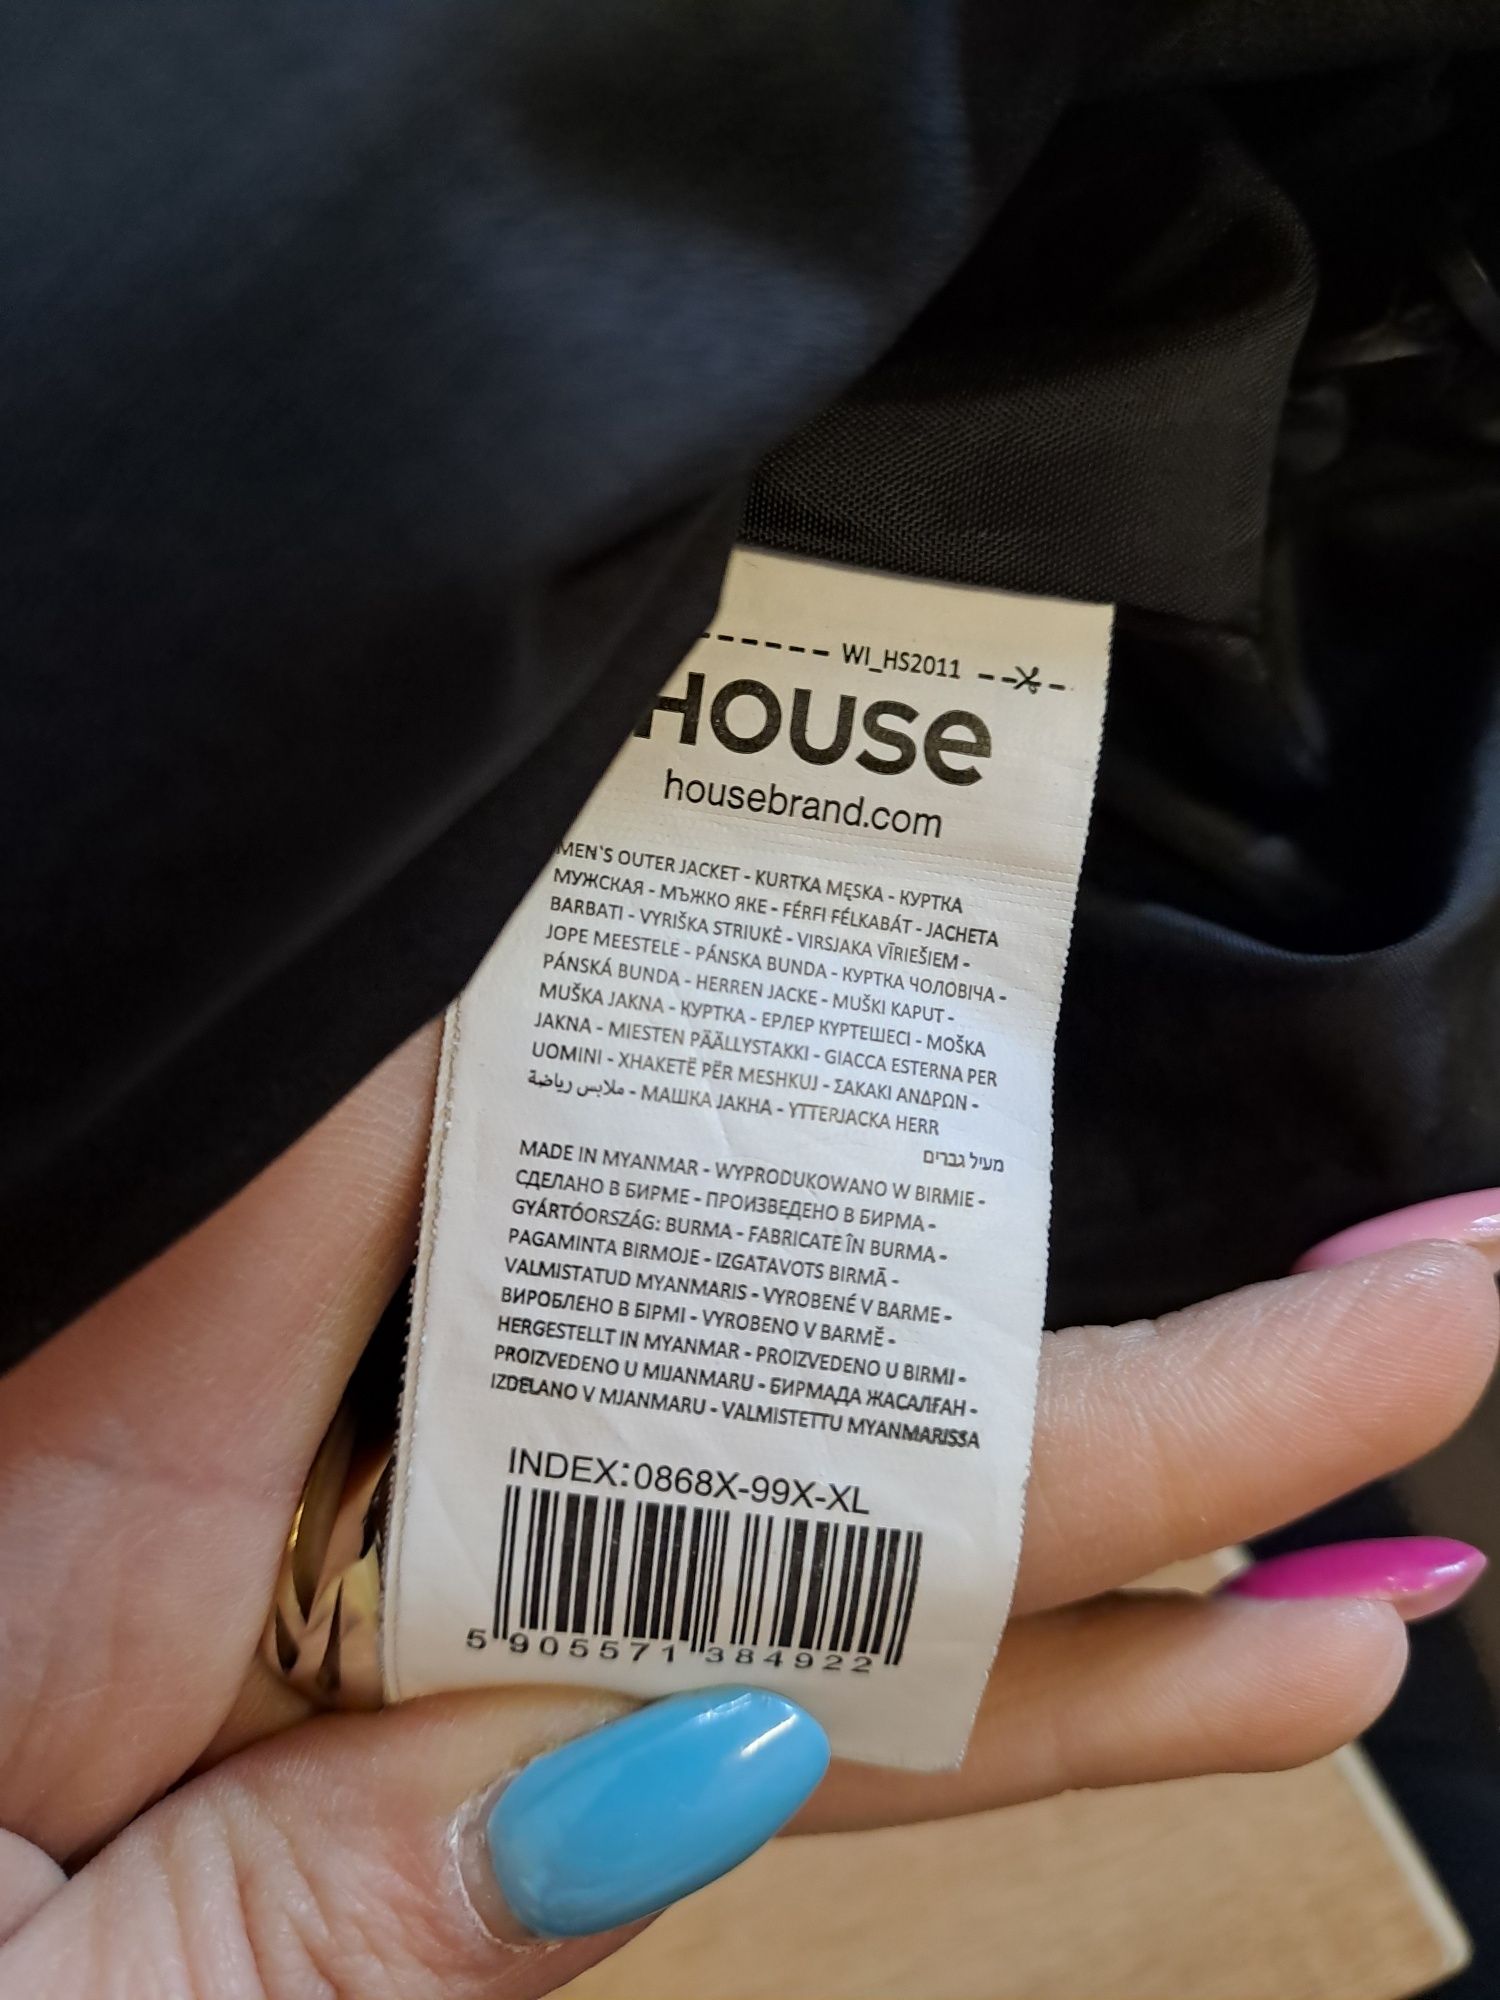 WI_HS2011
HOUSE
housebrand.com
MEN`S OUTER JACKET - KURTKA MĘSKA - КУРТКА
МУЖСКАЯ - МЪЖКО ЯКЕ - FÉRFI FÉLKABÁT - JACHETA
BARBATI - VYRIŠKA STRIUKĖ - VIRSJAKA VĪRIEŠIEM -
JOPE MEESTELE - PÁNSKA BUNDA - КУРТКА ЧОЛОВІЧА -
PÁNSKÁ BUNDA - HERREN JACKE - MUŠKI KAPUT -
MUŠKA JAKNA - КУРТКА - ЕРЛЕР КУРТЕШЕСІ - MOŠKA
JAKNA - MIESTEN PÄÄLLYSTAKKI - GIACCA ESTERNA PER
UOMINI - XHAKETË PËR MESHKUJ - ΣΑΚΑΚΙ ΑΝΔΡΩΝ -
ملابس رياضة - МАШКА ЈАКНА - YTTERJACKA HERR
מעיל גברים
MADE IN MYANMAR - WYPRODUKOWANO W BIRMIE -
СДЕЛАНО В БИРМЕ - ПРОИЗВЕДЕНО В БИРМА -
GYÁRTÓORSZÁG: BURMA - FABRICATE ÎN BURMA -
PAGAMINTA BIRMOJE - IZGATAVOTS BIRMĀ -
VALMISTATUD MYANMARIS - VYROBENÉ V BARME -
ВИРОБЛЕНО В БІРМІ - VYROBENO V BARMĚ -
HERGESTELLT IN MYANMAR - PROIZVEDENO U BIRMI -
PROIZVEDENO U MIJANMARU - БИРМАДА ЖАСАЛҒАН -
IZDELANO V MJANMARU - VALMISTETTU MYANMARISSA
INDEX:0868X-99X-XL
5 905571 384922